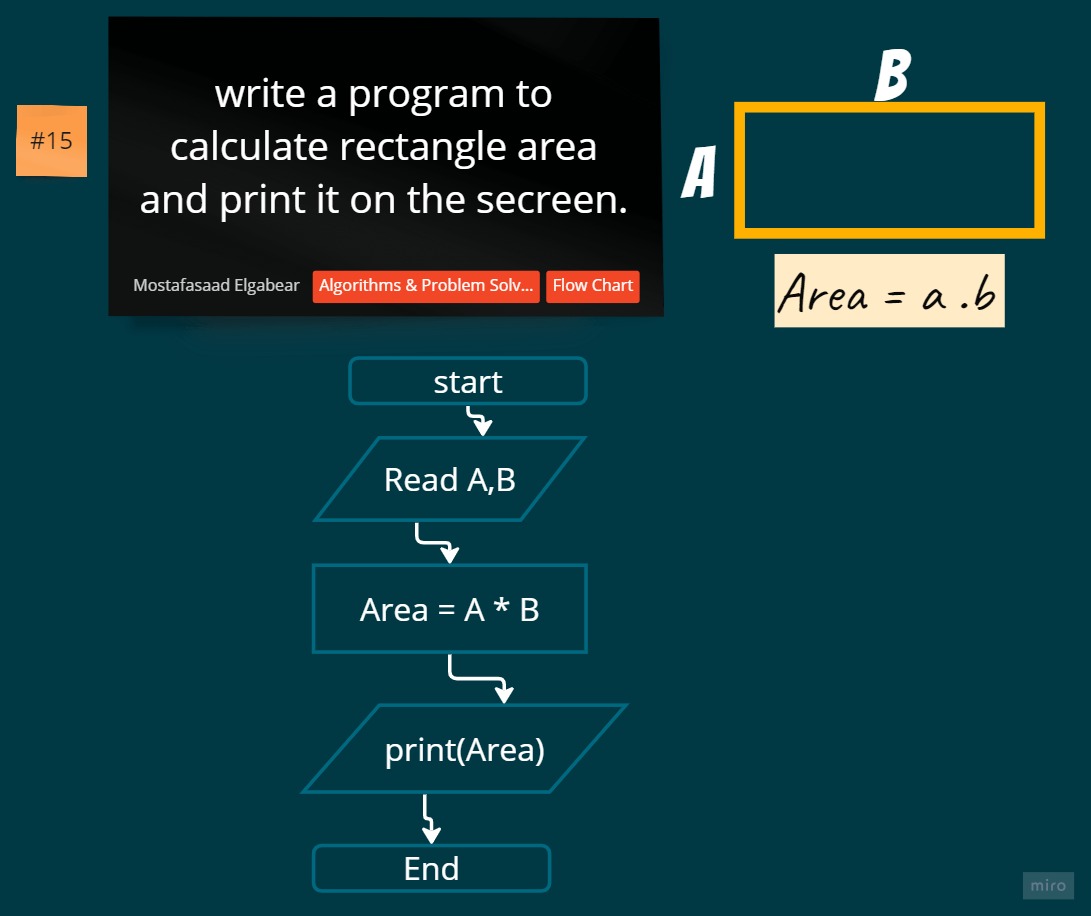 #15
write a program to
calculate rectangle area
and print it on the secreen.
Mostafasaad Elgabear
Algorithms & Problem Solv...
Flow Chart
B
A
Area = a .b
start
Read A,B
Area = A * B
print(Area)
End
miro